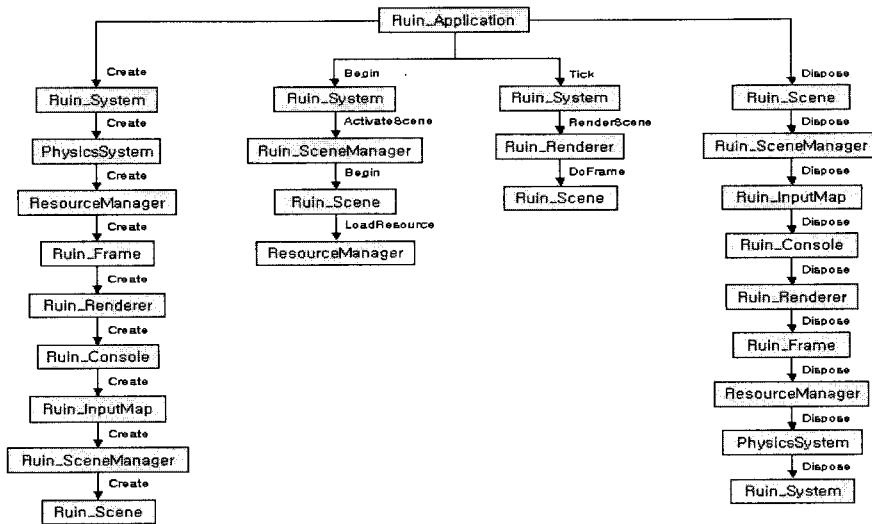 Ruin_Application
Create
Ruin_System
Create
PhysicsSystem
Create
ResourceManager
Create
Ruin_Frame
Create
Ruin_Renderer
Create
Ruin_Console
Create
Ruin_InputMap
Create
Ruin_SceneManager
Create
Ruin_Scene
Begin
Ruin_System
ActivateScene
Ruin_SceneManager
Begin
Ruin_Scene
LoadResource
ResourceManager
Tick
Ruin_System
RenderScene
Ruin_Renderer
DoFrame
Ruin_Scene
Dispose
Ruin_Scene
Dispose
Ruin_SceneManager
Dispose
Ruin_InputMap
Dispose
Ruin_Console
Dispose
Ruin_Renderer
Dispose
Ruin_Frame
Dispose
ResourceManager
Dispose
PhysicsSystem
Dispose
Ruin_System